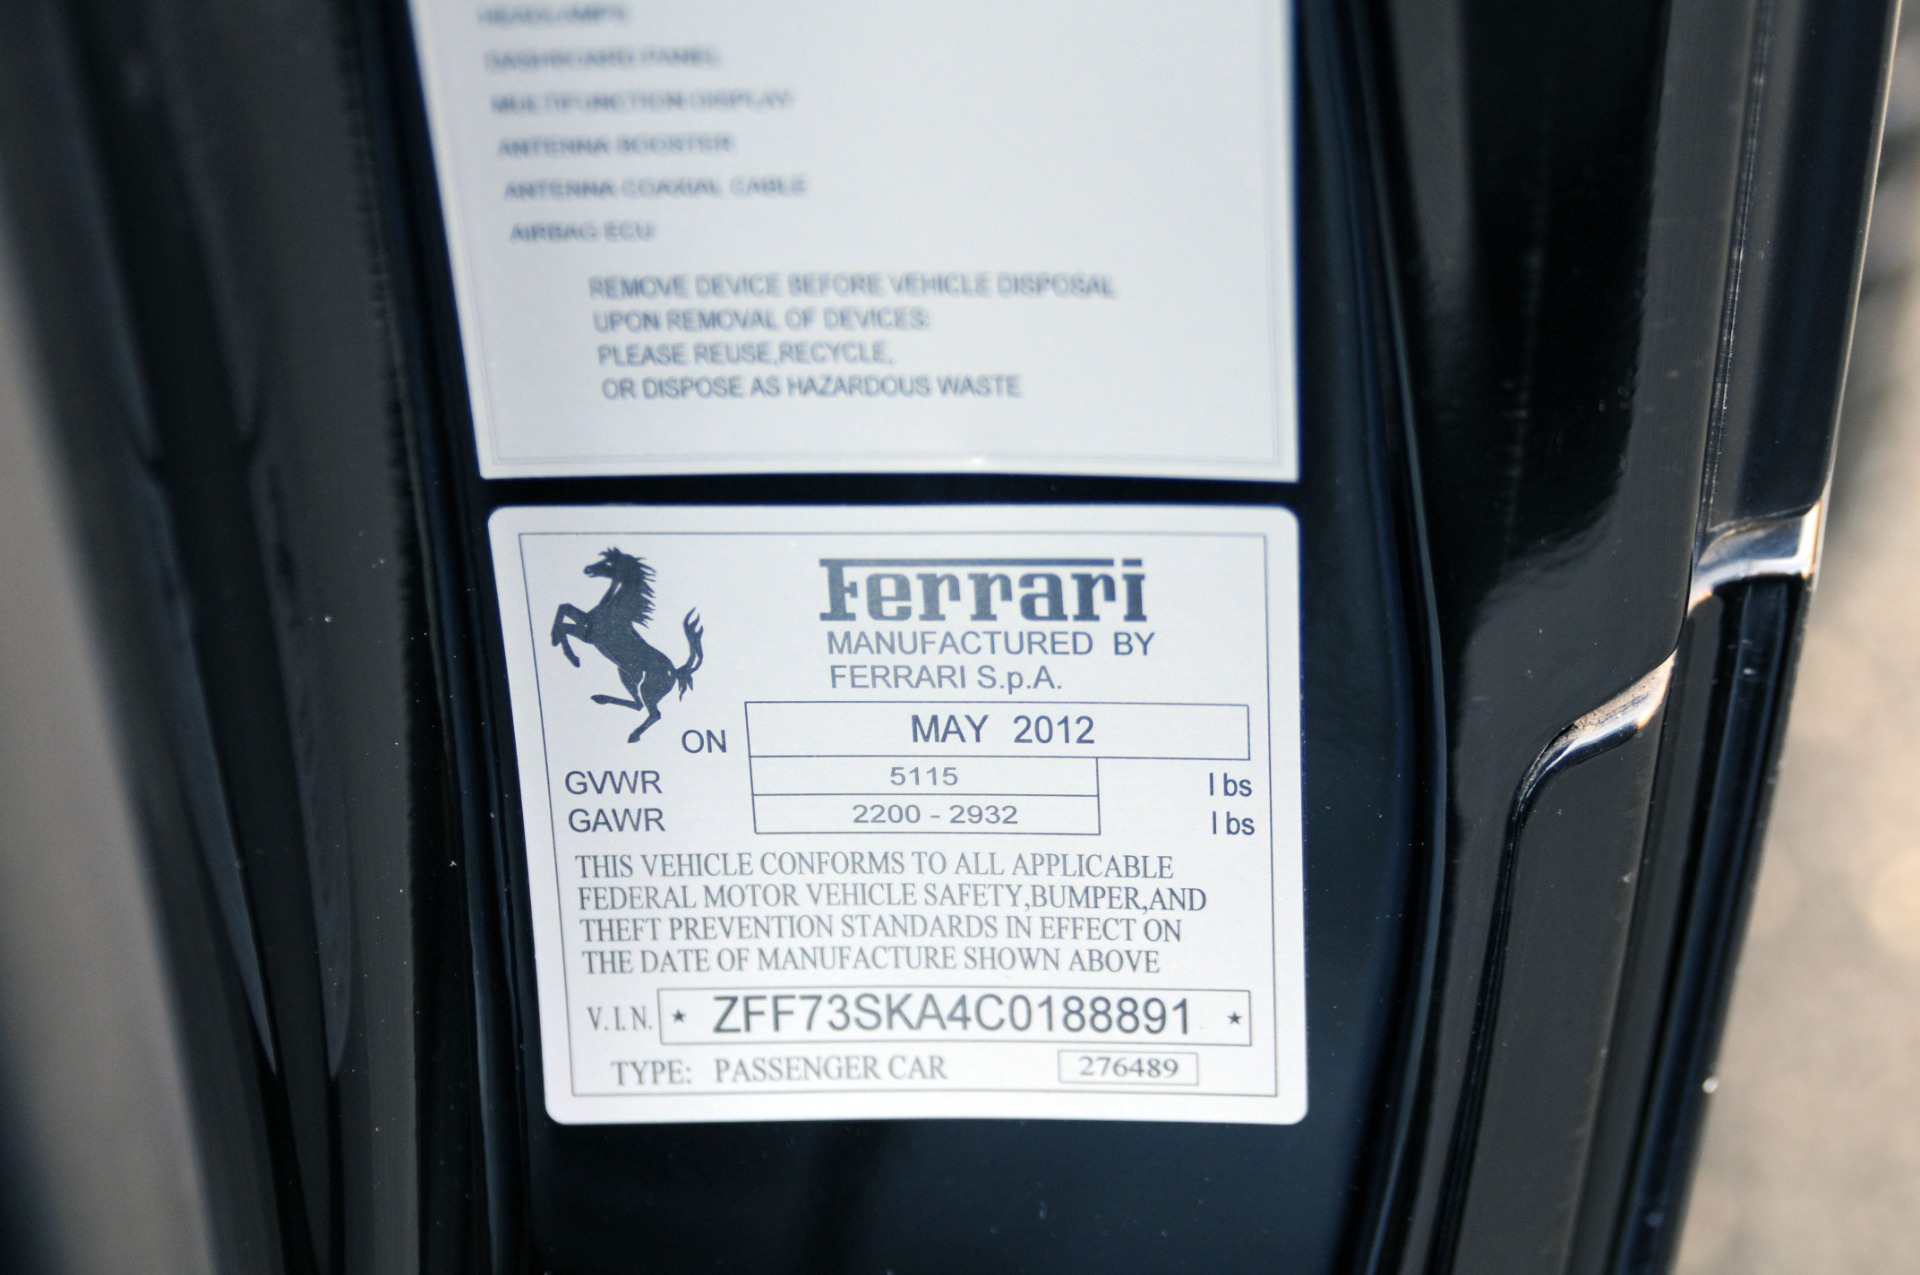 HEADLAMPS
DASHBOARD PANEL
MULTIFUNCTION DISPLAY
ANTENNA BOOSTER
ANTENNA COAXIAL CABLE
AIRBAG ECU
REMOVE DEVICE BEFORE VEHICLE DISPOSAL
UPON REMOVAL OF DEVICES:
PLEASE REUSE,RECYCLE,
OR DISPOSE AS HAZARDOUS WASTE
Ferrari
MANUFACTURED BY
FERRARI S.p.A.
ON MAY 2012
GVWR 5115 lbs
GAWR 2200 - 2932 lbs
THIS VEHICLE CONFORMS TO ALL APPLICABLE
FEDERAL MOTOR VEHICLE SAFETY,BUMPER,AND
THEFT PREVENTION STANDARDS IN EFFECT ON
THE DATE OF MANUFACTURE SHOWN ABOVE
V.I.N. ★ ZFF73SKA4C0188891 ★
TYPE: PASSENGER CAR 276489